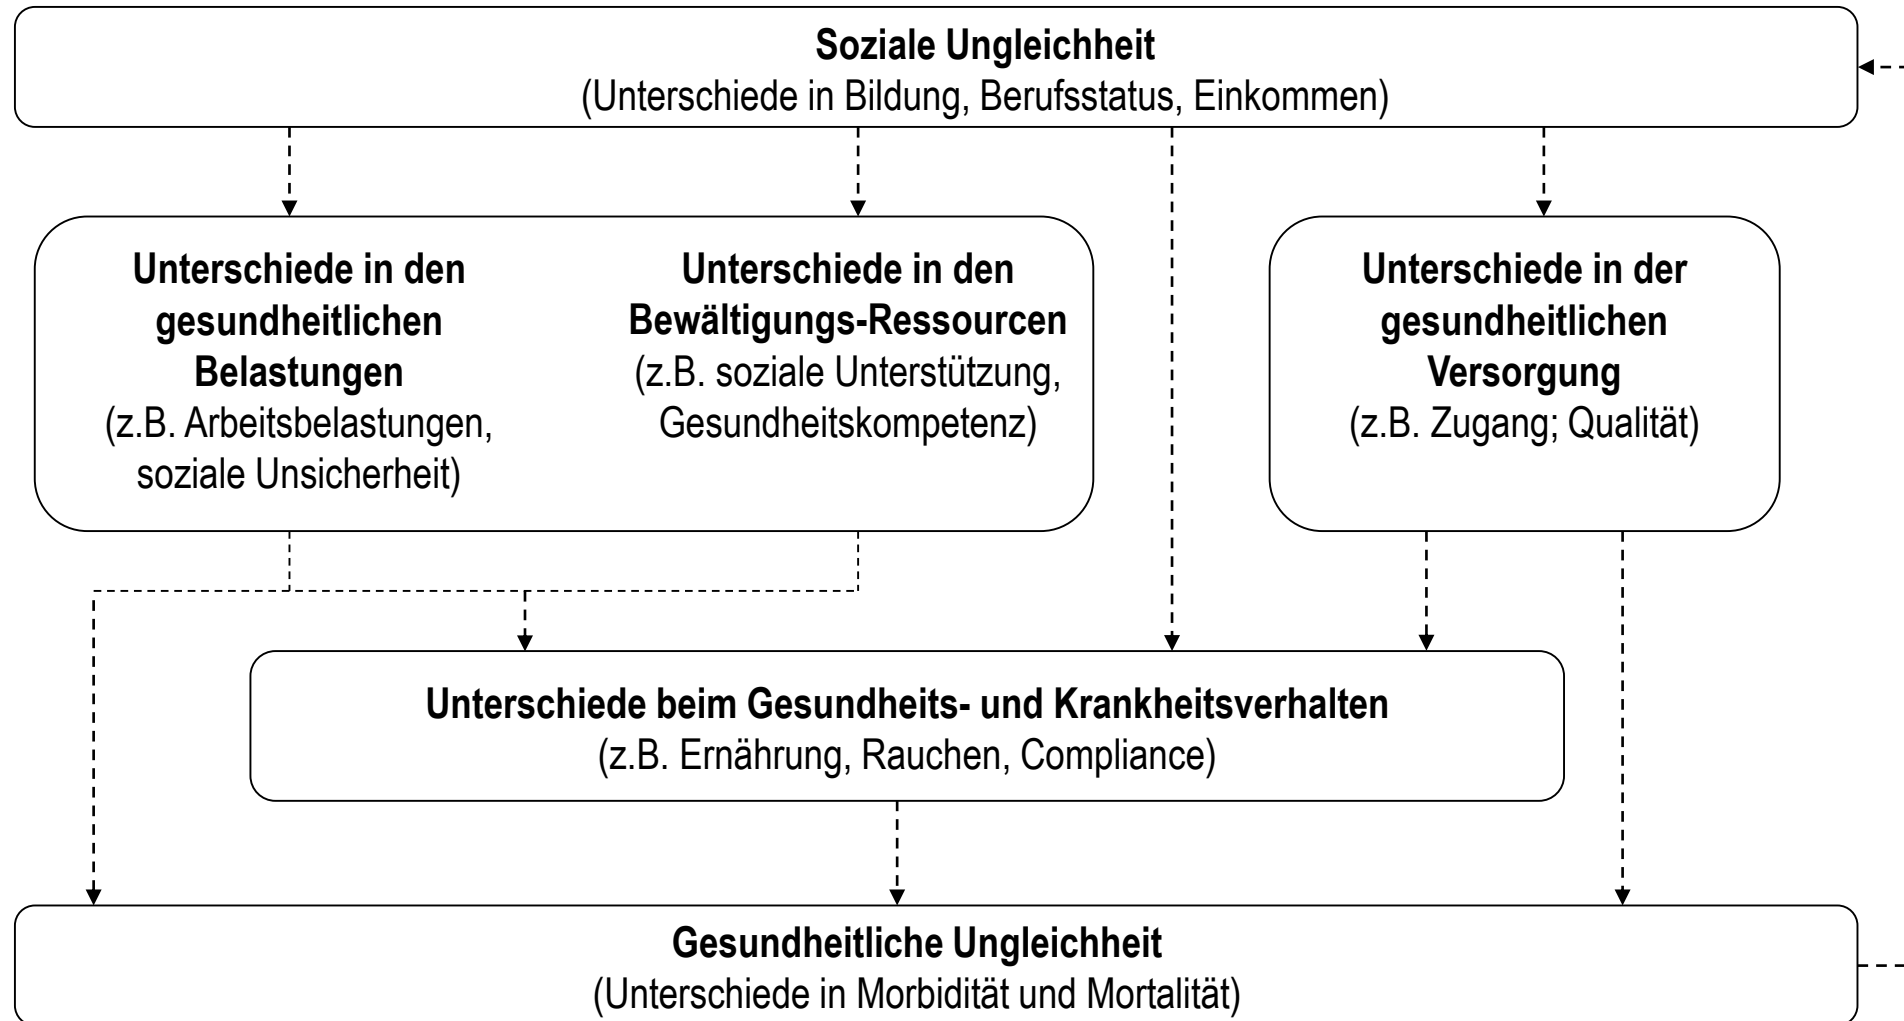 Soziale Ungleichheit
(Unterschiede in Bildung, Berufsstatus, Einkommen)
Unterschiede in den
gesundheitlichen
Belastungen
(z.B. Arbeitsbelastungen,
soziale Unsicherheit)
Unterschiede in den
Bewältigungs-Ressourcen
(z.B. soziale Unterstützung,
Gesundheitskompetenz)
Unterschiede in der
gesundheitlichen
Versorgung
(z.B. Zugang; Qualität)
Unterschiede beim Gesundheits- und Krankheitsverhalten
(z.B. Ernährung, Rauchen, Compliance)
Gesundheitliche Ungleichheit
(Unterschiede in Morbidität und Mortalität)